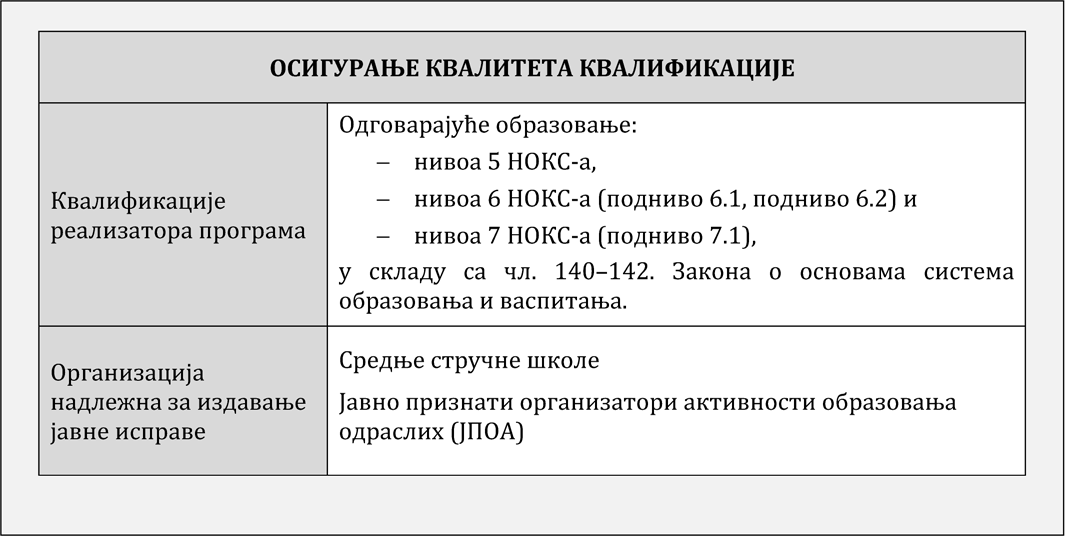 ОСИГУРАЊЕ КВАЛИТЕТА КВАЛИФИКАЦИЈЕ
Квалификације
реализатора програма
Одговарајуће образовање:
– нивоа 5 НОКС-а,
– нивоа 6 НОКС-а (подниво 6.1, подниво 6.2) и
– нивоа 7 НОКС-а (подниво 7.1),
у складу са чл. 140–142. Закона о основама система
образовања и васпитања.
Организација
надлежна за издавање
јавне исправе
Средње стручне школе
Јавно признати организатори активности образовања
одраслих (ЈПОА)